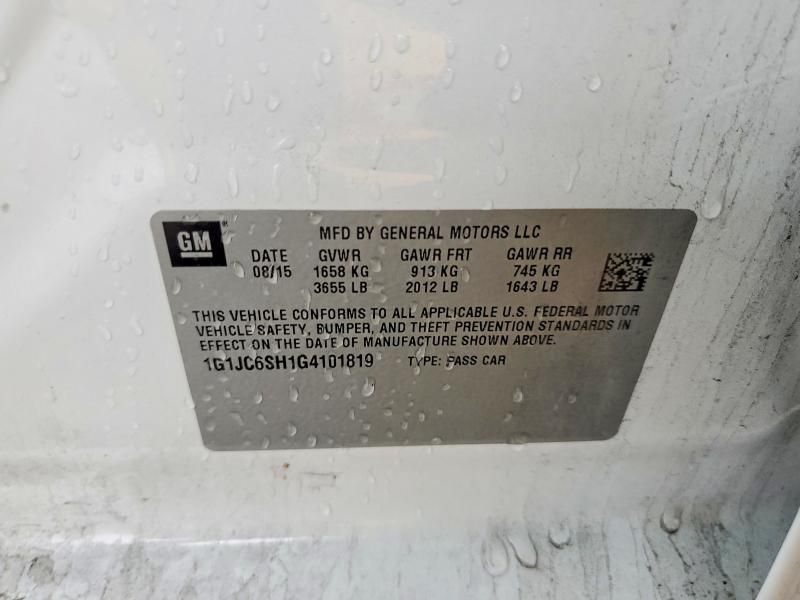 GM®
MFD BY GENERAL MOTORS LLC
DATE GVWR GAWR FRT GAWR RR
08/15 1658 KG 913 KG 745 KG
3655 LB 2012 LB 1643 LB
THIS VEHICLE CONFORMS TO ALL APPLICABLE U.S. FEDERAL MOTOR
VEHICLE SAFETY, BUMPER, AND THEFT PREVENTION STANDARDS IN
EFFECT ON THE DATE OF MANUFACTURE SHOWN ABOVE.
1G1JC6SH1G4101819 TYPE: PASS CAR